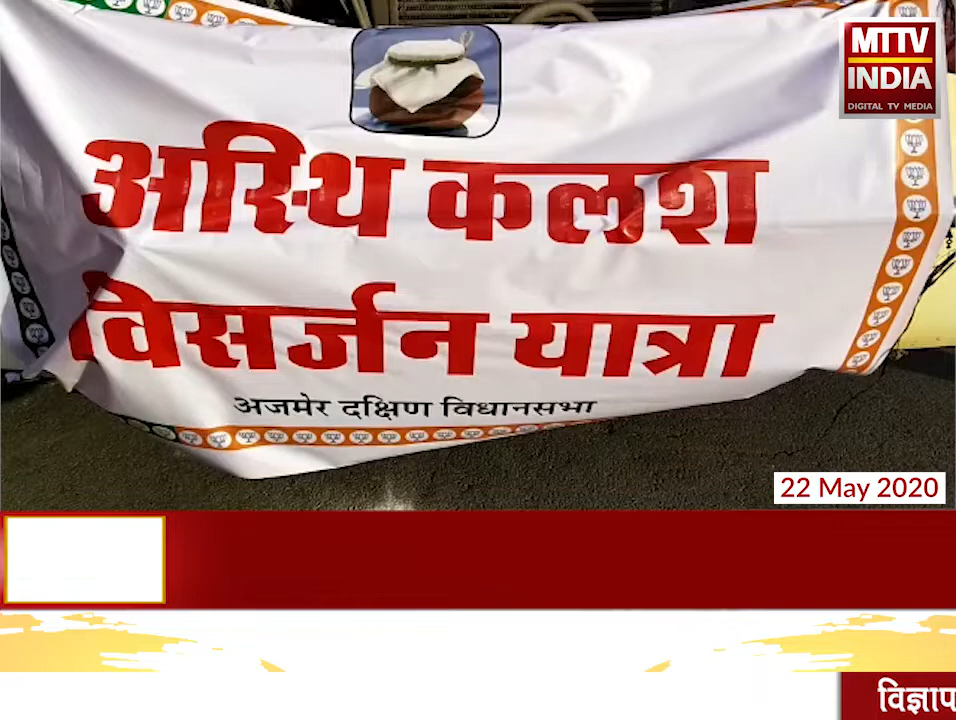 MTTV
INDIA
DIGITAL TV MEDIA
अस्थि कलश
विसर्जन यात्रा
अजमेर दक्षिण विधानसभा
22 May 2020
विज्ञाप